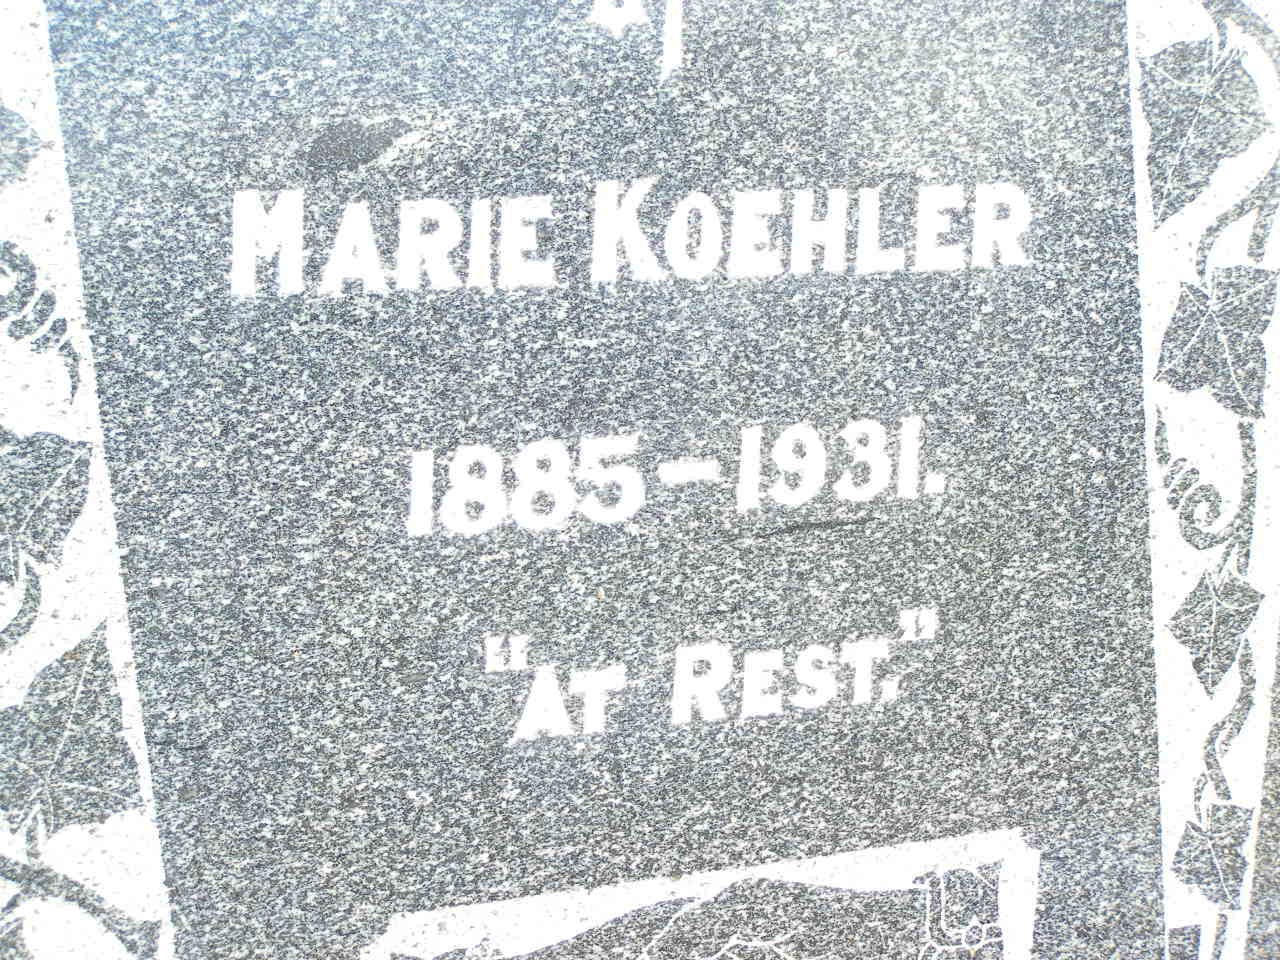 MARIE KOEHLER
1885-1931.
"AT REST."